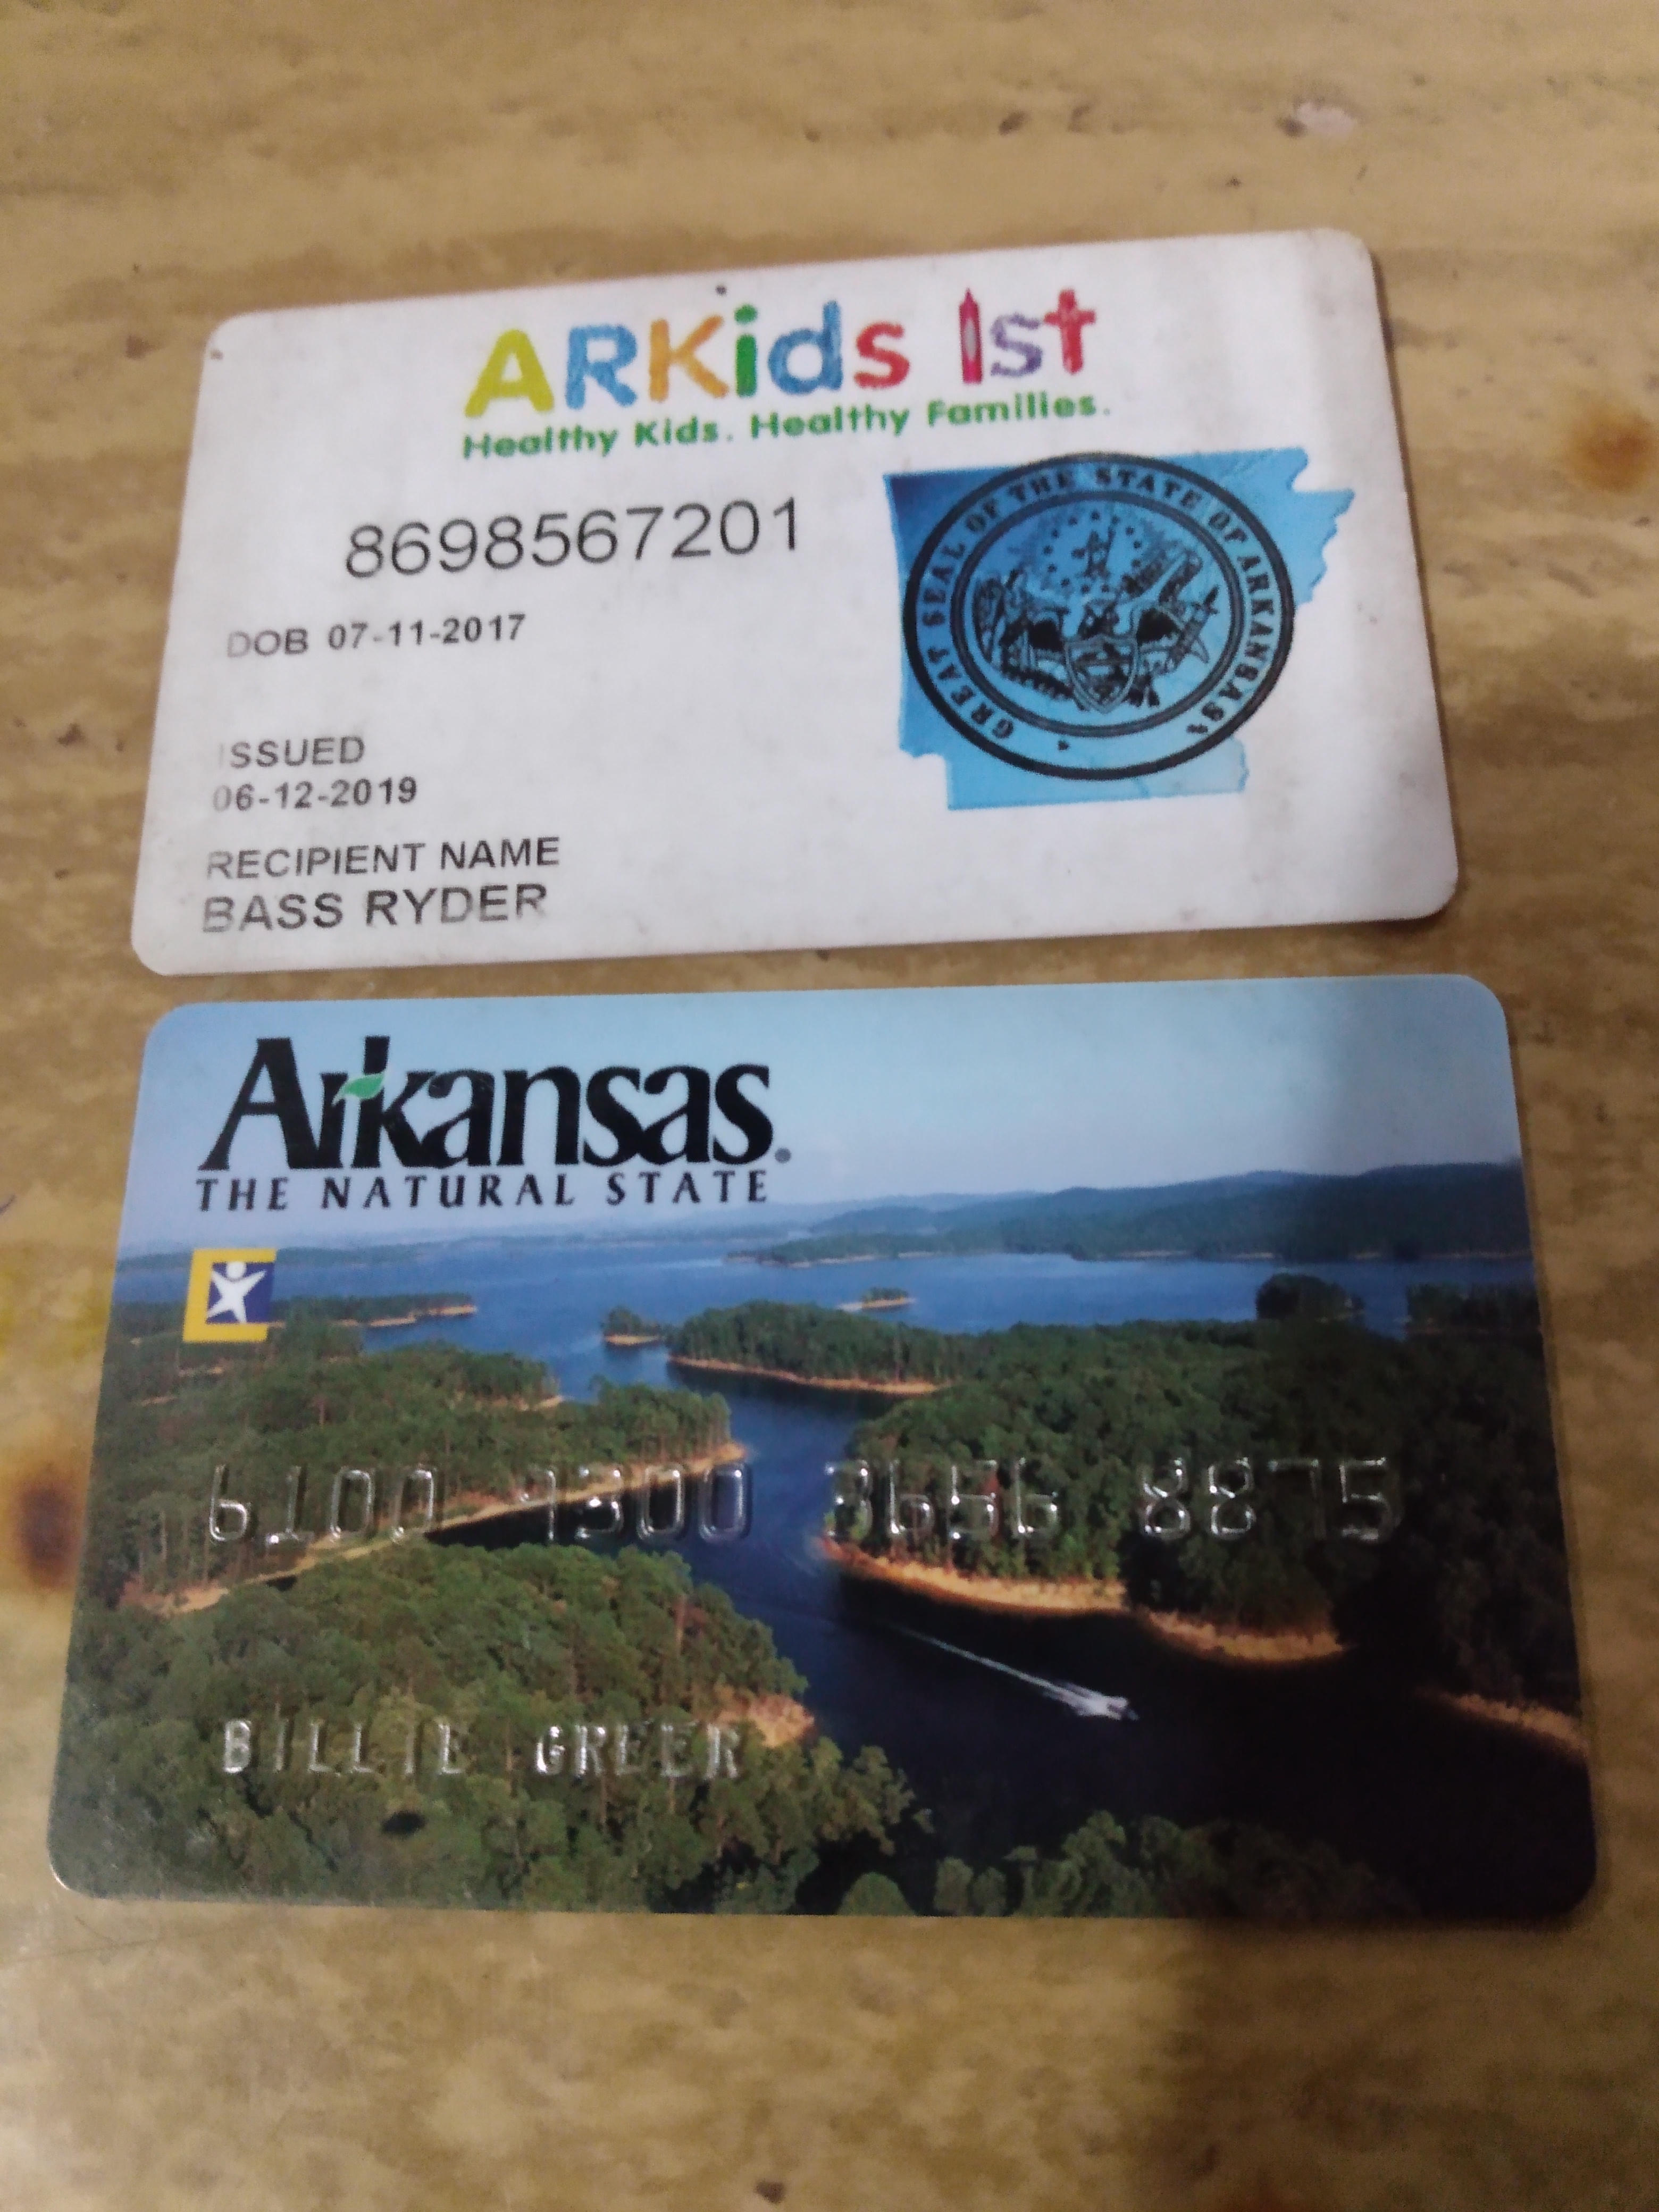 ARKids 1st
Healthy Kids. Healthy Families.
8698567201
GREAT SEAL OF THE STATE OF ARKANSAS
DOB 07-11-2017
ISSUED
06-12-2019
RECIPIENT NAME
BASS RYDER
Arkansas.
THE NATURAL STATE
6100 9300 3656 8875
BILLIE GREER